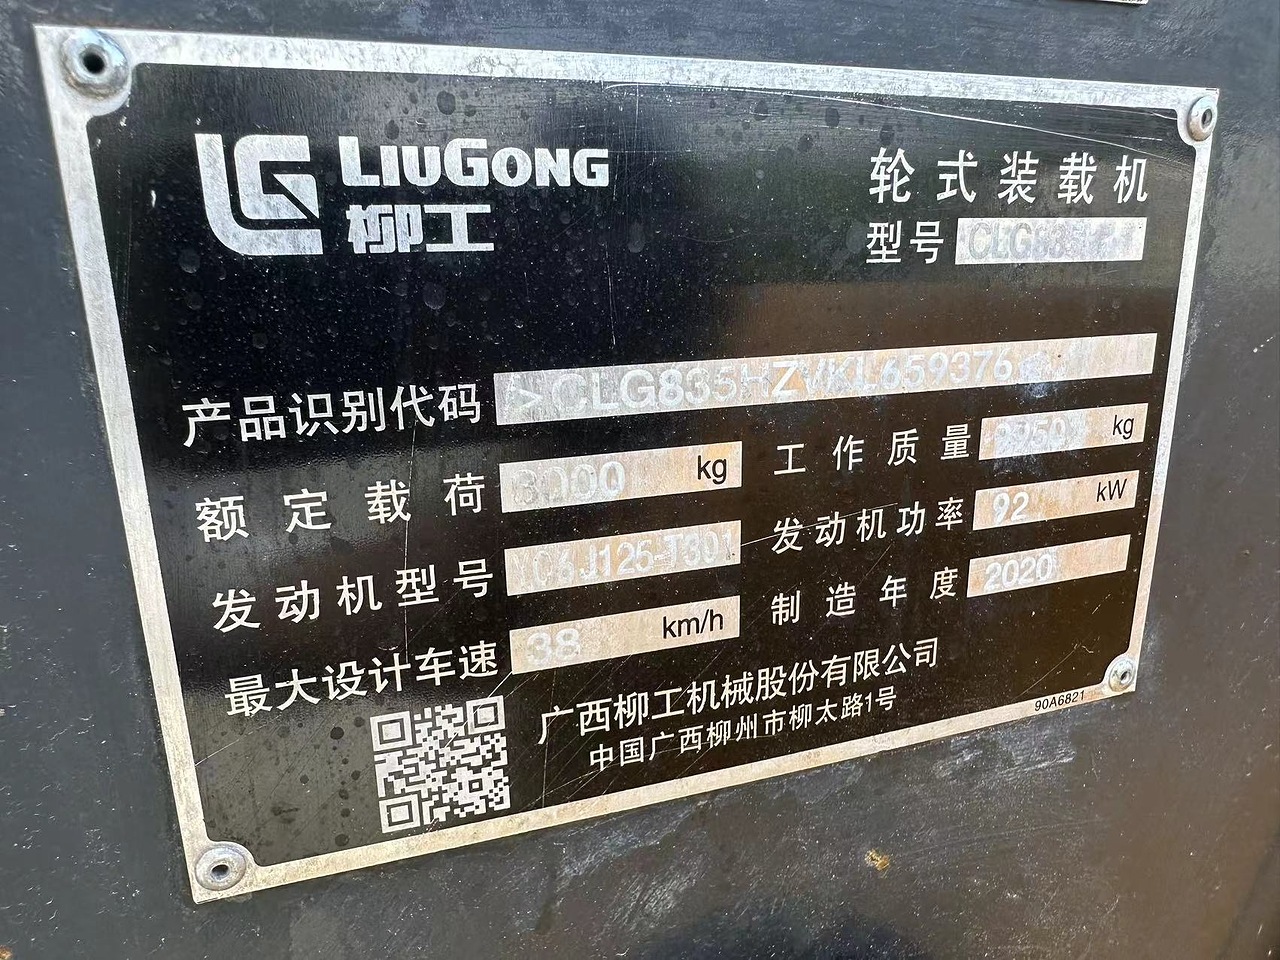 LIUGONG
柳工
轮式装载机
型号
产品识别代码 >CLG835HZVKL659376
额定载荷 3000 kg 工作质量 kg
发动机型号 发动机功率 92 kW
最大设计车速 38 km/h 制造年度 2020
广西柳工机械股份有限公司
中国广西柳州市柳太路1号
90A6821